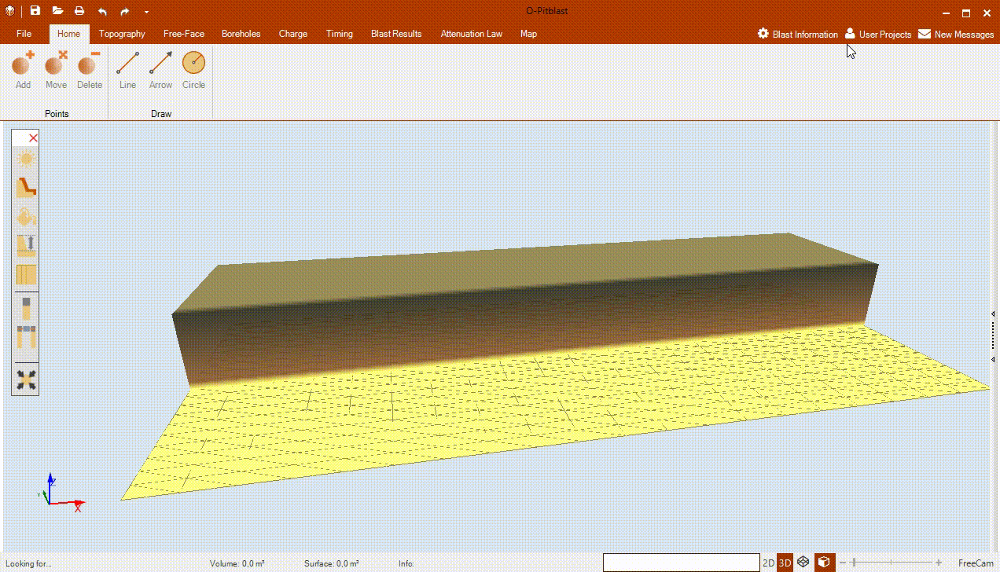 O-Pitblast
File Home Topography Free-Face Boreholes Charge Timing Blast Results Attenuation Law Map Blast Information User Projects New Messages
Add Move Delete Line Arrow Circle
Points Draw
Z
Y
X
Looking for... Volume: 0,0 m³ Surface: 0,0 m² Info: 2D 3D FreeCam